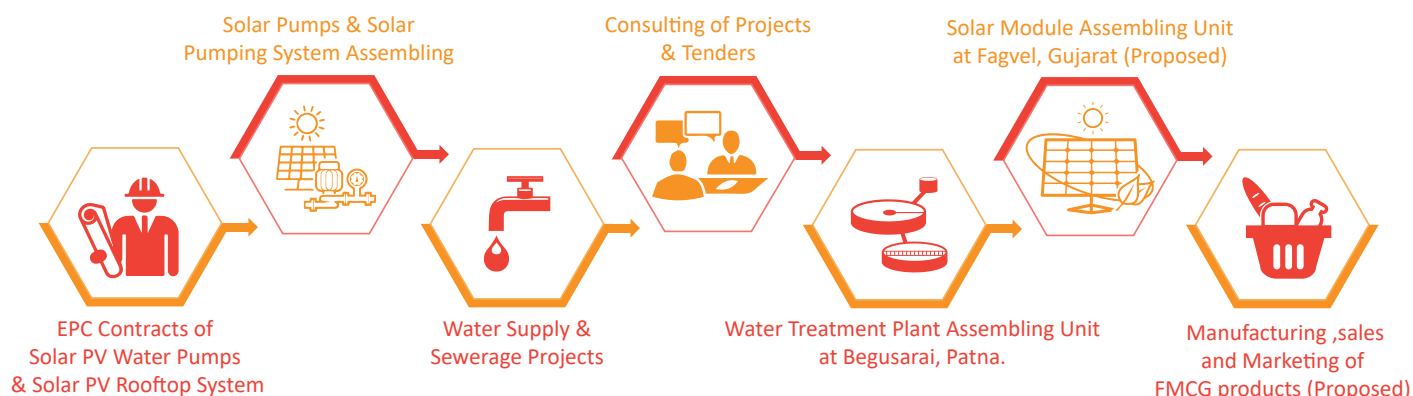 Solar Pumps & Solar
Pumping System Assembling
Consulting of Projects
& Tenders
Solar Module Assembling Unit
at Fagvel, Gujarat (Proposed)
EPC Contracts of
Solar PV Water Pumps
& Solar PV Rooftop System
Water Supply &
Sewerage Projects
Water Treatment Plant Assembling Unit
at Begusarai, Patna.
Manufacturing ,sales
and Marketing of
FMCG products (Proposed)